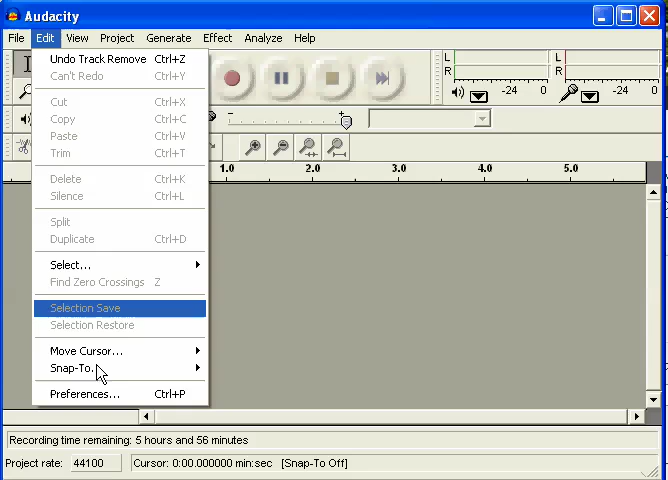 Audacity
File Edit View Project Generate Effect Analyze Help
Undo Track Remove Ctrl+Z
Can't Redo Ctrl+Y
Cut Ctrl+X
Copy Ctrl+C
Paste Ctrl+V
Trim Ctrl+T
Delete Ctrl+K
Silence Ctrl+L
Split
Duplicate Ctrl+D
Select...
Find Zero Crossings Z
Selection Save
Selection Restore
Move Cursor...
Snap-To.
Preferences... Ctrl+P
L L
R R
-24 0 -24 0
- +
1.0 2.0 3.0 4.0 5.0
Recording time remaining: 5 hours and 56 minutes
Project rate: 44100 Cursor: 0:00.000000 min:sec [Snap-To Off]